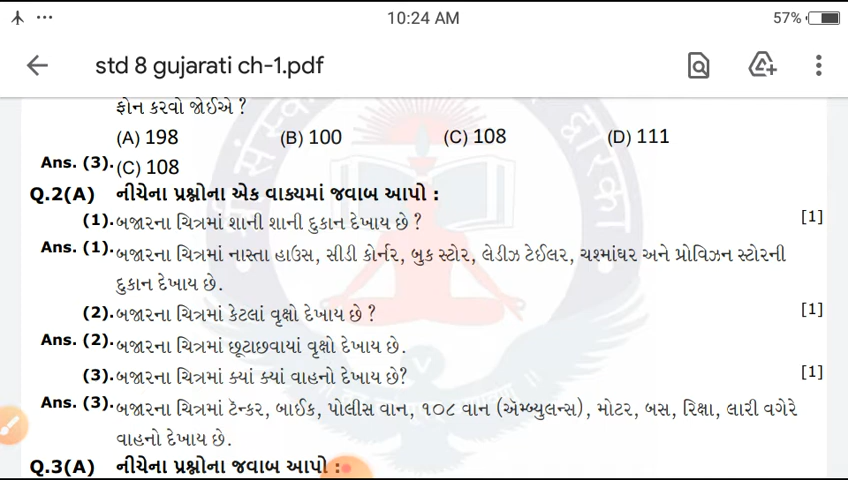 10:24 AM
57%
std 8 gujarati ch-1.pdf
ફોન કરવો જોઈએ ?
(A) 198 (B) 100 (C) 108 (D) 111
Ans. (3). (C) 108
Q.2(A) નીચેના પ્રશ્નોના એક વાક્યમાં જવાબ આપો :
(1). બજારના ચિત્રમાં શાની શાની દુકાન દેખાય છે ? [1]
Ans. (1). બજારના ચિત્રમાં નાસ્તા હાઉસ, સીડી કોર્નર, બુક સ્ટોર, લેડીઝ ટેઈલર, ચશ્માંઘર અને પ્રોવિઝન સ્ટોરની
દુકાન દેખાય છે.
(2). બજારના ચિત્રમાં કેટલાં વૃક્ષો દેખાય છે ? [1]
Ans. (2). બજારના ચિત્રમાં છૂટાછવાયાં વૃક્ષો દેખાય છે.
(3). બજારના ચિત્રમાં ક્યાં ક્યાં વાહનો દેખાય છે? [1]
Ans. (3). બજારના ચિત્રમાં ટૅન્કર, બાઈક, પોલીસ વાન, ૧૦૮ વાન (ઍમ્બ્યુલન્સ), મોટર, બસ, રિક્ષા, લારી વગેરે
વાહનો દેખાય છે.
Q.3(A) નીચેના પ્રશ્નોના જવાબ આપો :